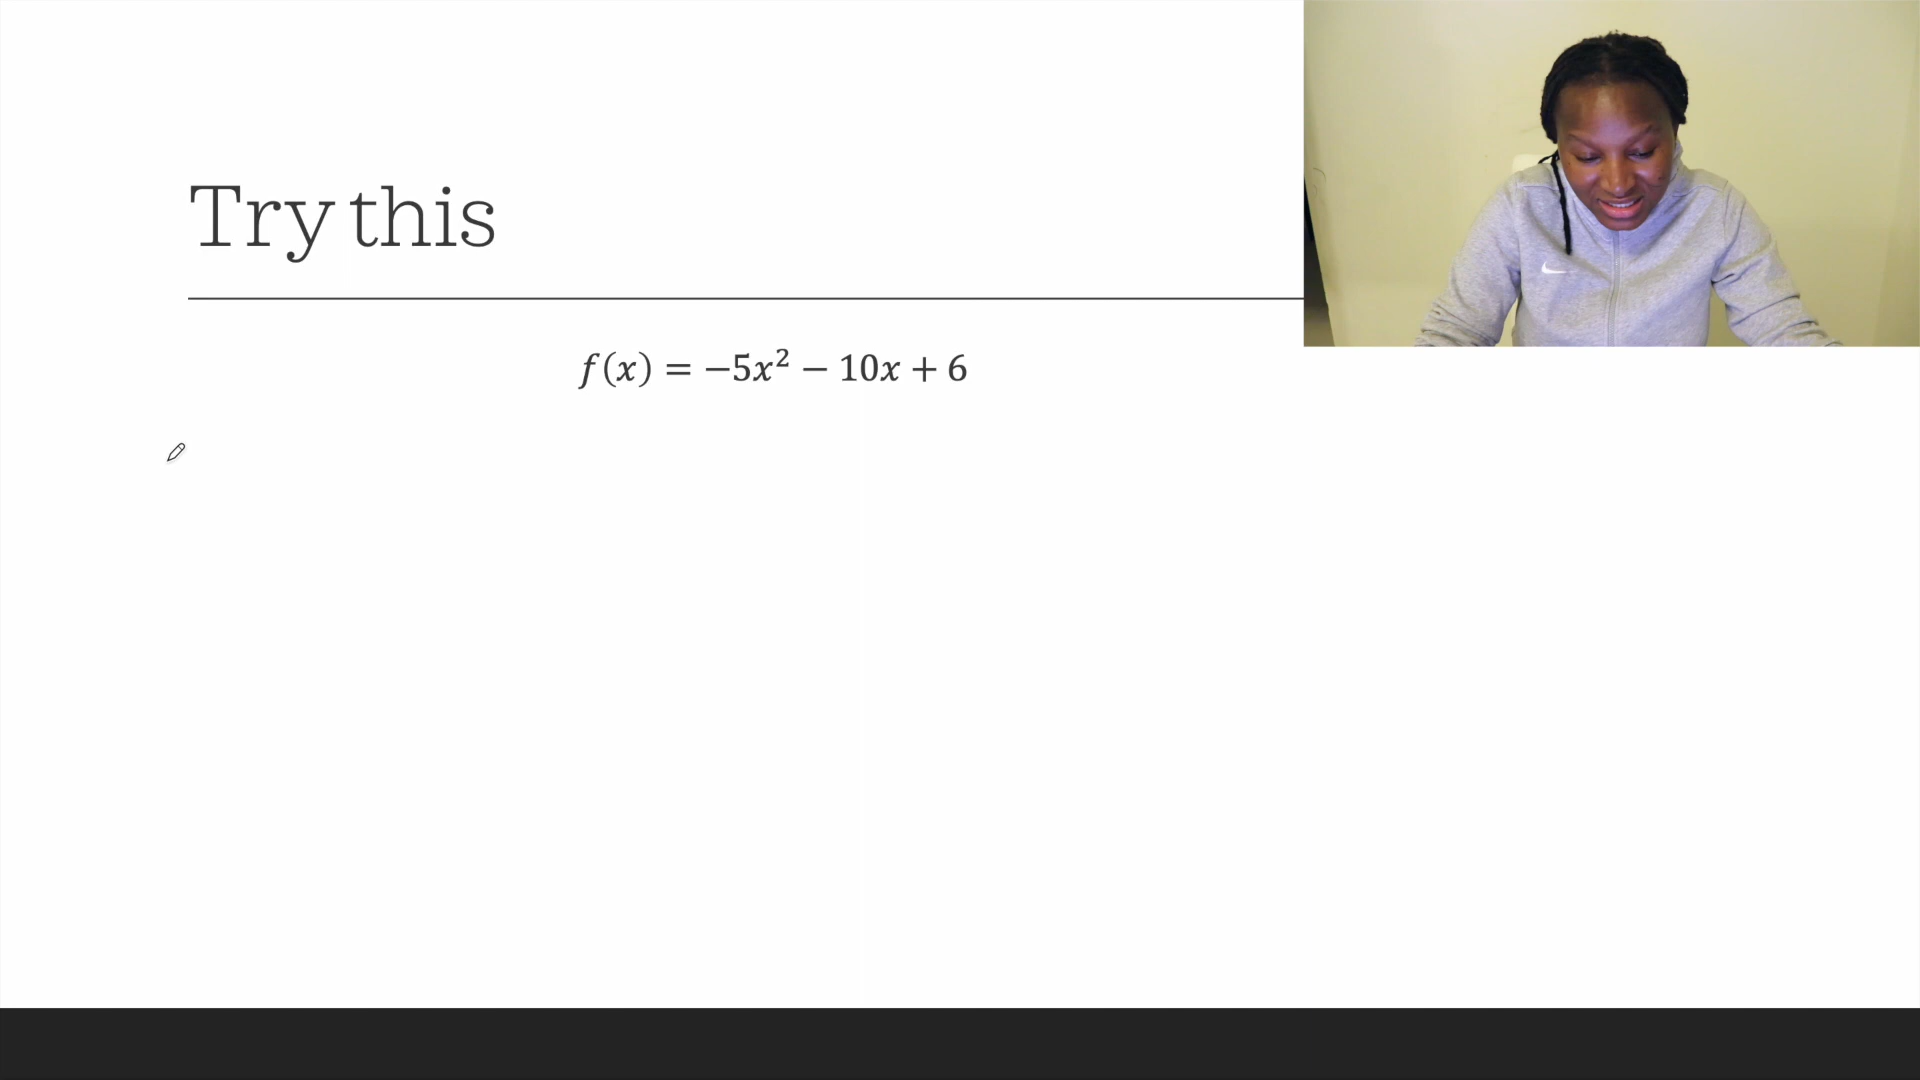 Try this
f(x) = −5x² − 10x + 6